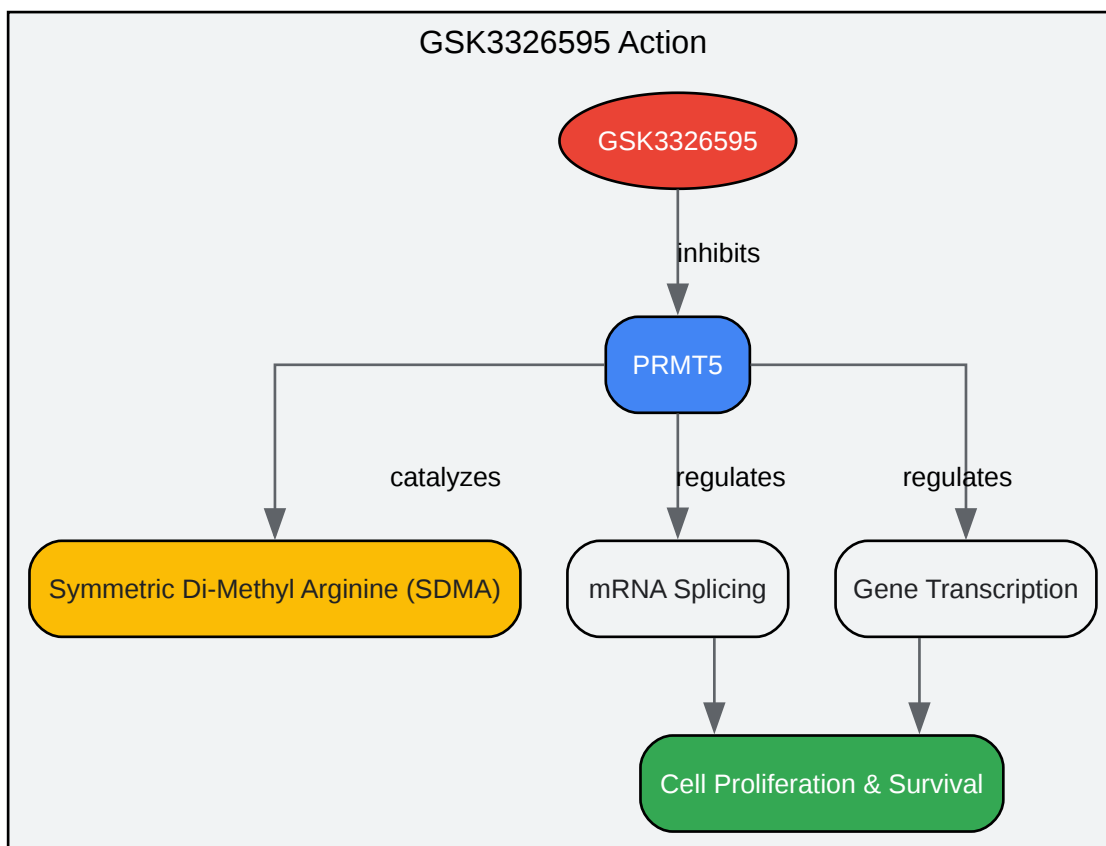 GSK3326595 Action
GSK3326595
inhibits
PRMT5
catalyzes
regulates
regulates
Symmetric Di-Methyl Arginine (SDMA)
mRNA Splicing
Gene Transcription
Cell Proliferation & Survival